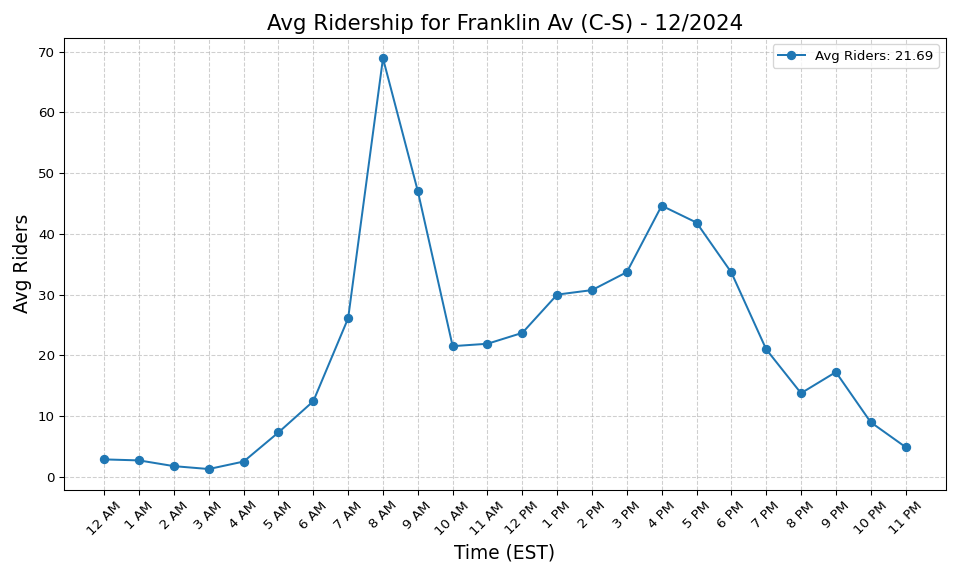 Avg Ridership for Franklin Av (C-S) - 12/2024
Avg Riders: 21.69
Avg Riders
70
60
50
40
30
20
10
0
12 AM
1 AM
2 AM
3 AM
4 AM
5 AM
6 AM
7 AM
8 AM
9 AM
10 AM
11 AM
12 PM
1 PM
2 PM
3 PM
4 PM
5 PM
6 PM
7 PM
8 PM
9 PM
10 PM
11 PM
Time (EST)